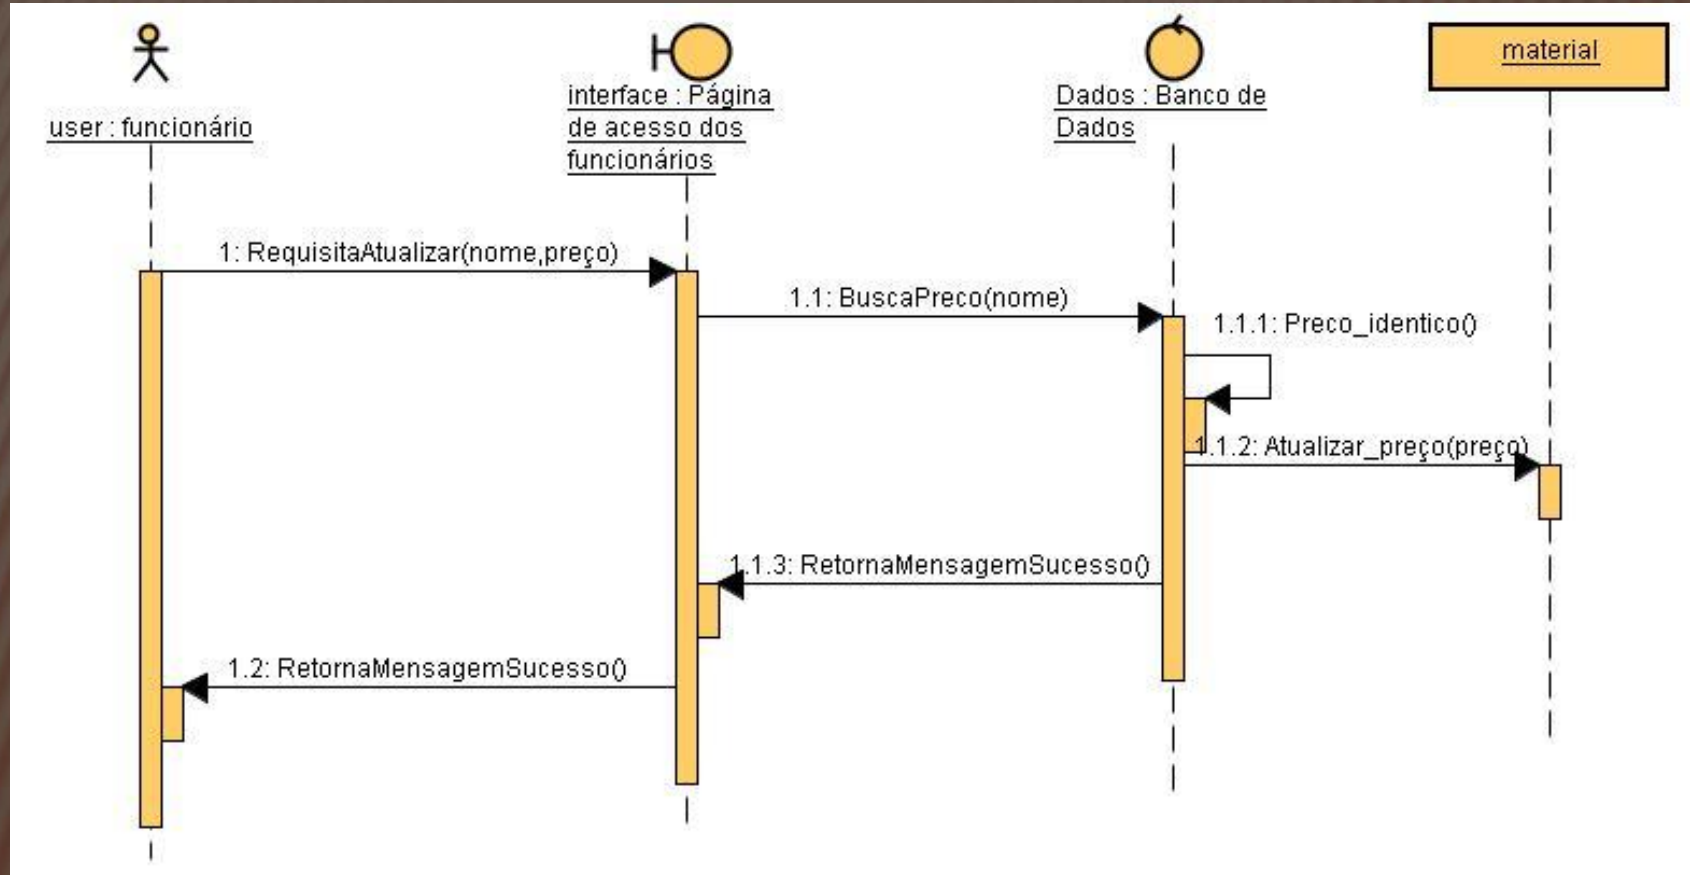 material
interface : Página
de acesso dos
funcionários
Dados : Banco de
Dados
user : funcionário
1: RequisitaAtualizar(nome,preço)
1.1: BuscaPreco(nome)
1.1.1: Preco_identico()
1.1.2: Atualizar_preço(preço)
1.1.3: RetornaMensagemSucesso()
1.2: RetornaMensagemSucesso()